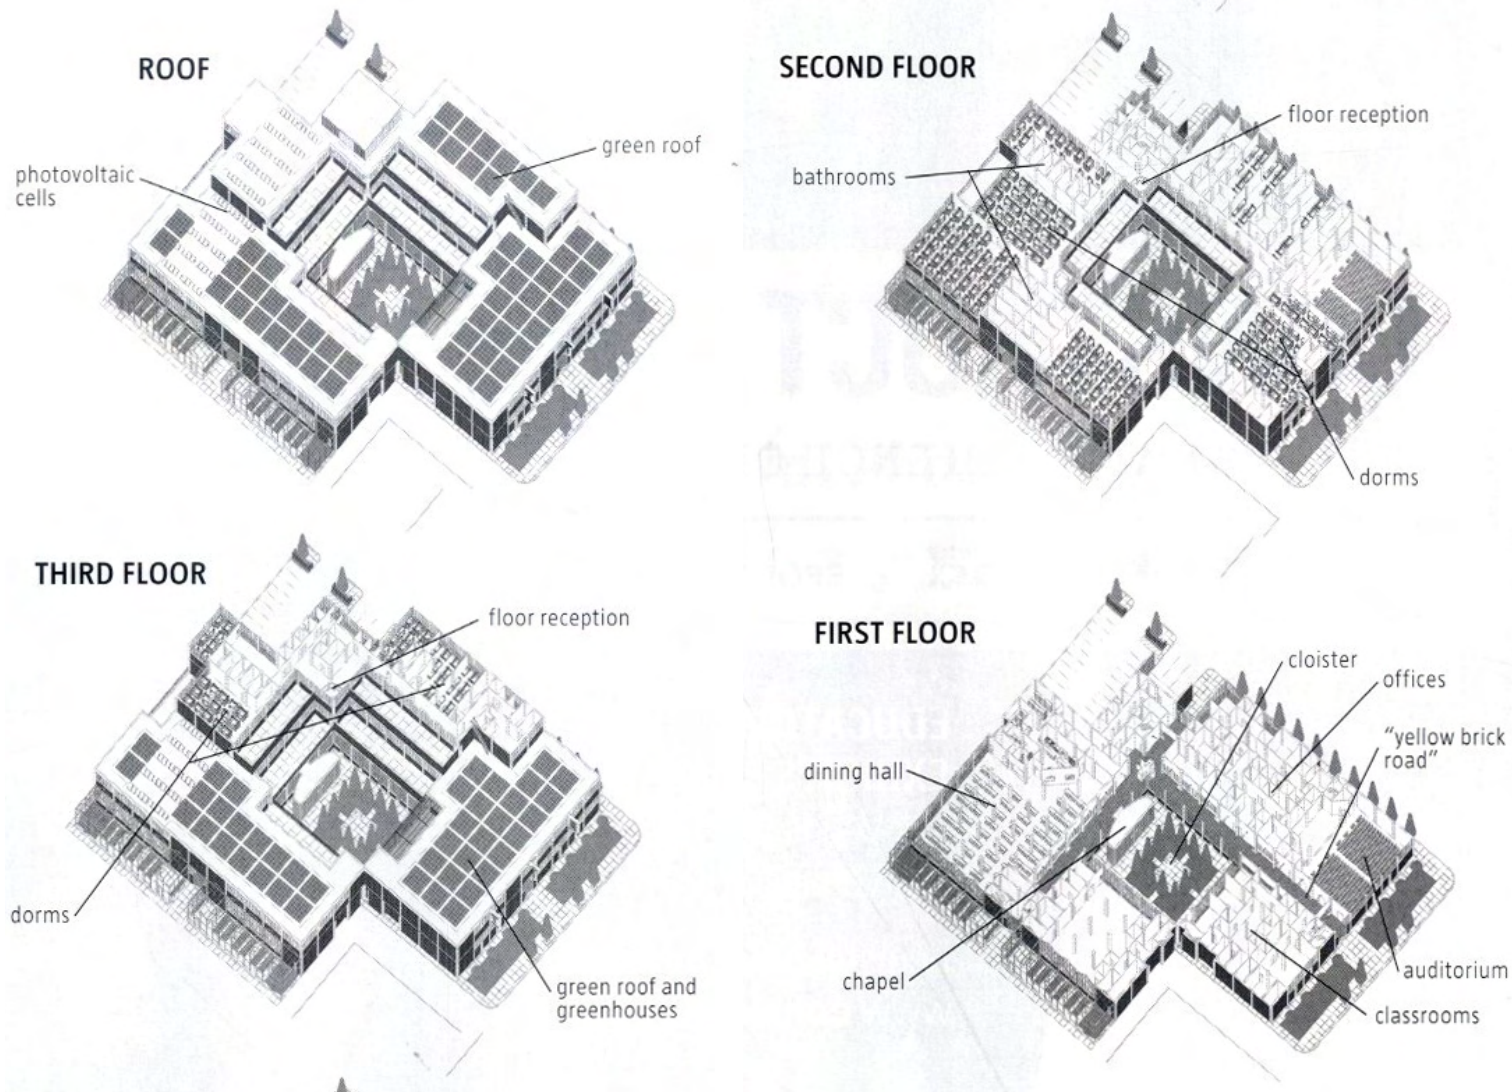 ROOF
green roof
photovoltaic
cells
SECOND FLOOR
floor reception
bathrooms
dorms
THIRD FLOOR
floor reception
dorms
green roof and
greenhouses
FIRST FLOOR
cloister
offices
"yellow brick
road"
dining hall
chapel
auditorium
classrooms